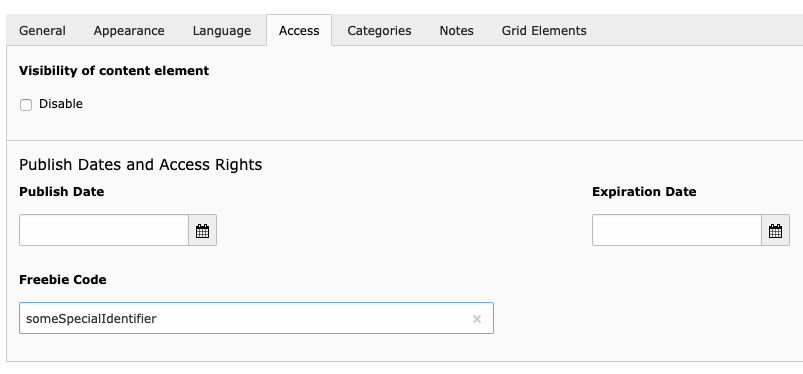 General Appearance Language Access Categories Notes Grid Elements
Visibility of content element
Disable
Publish Dates and Access Rights
Publish Date Expiration Date
Freebie Code
someSpecialIdentifier ×